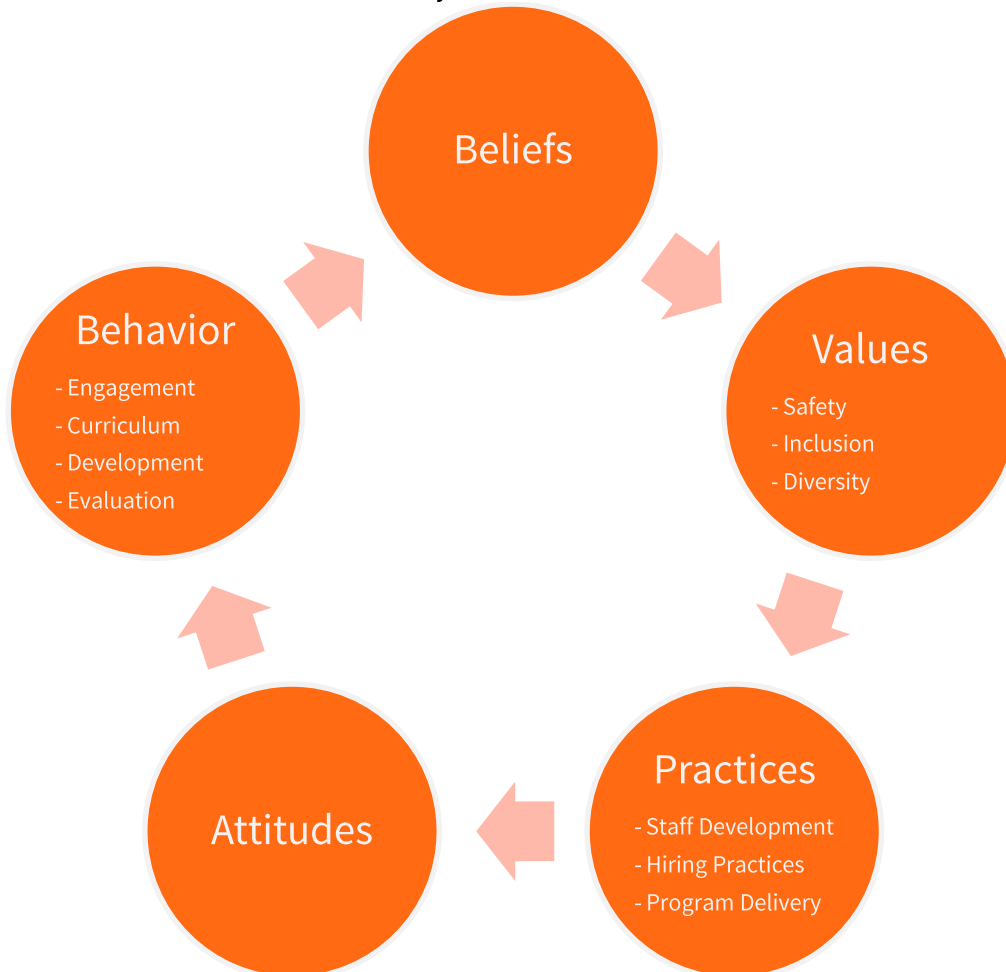 Beliefs
Values
- Safety
- Inclusion
- Diversity
Practices
- Staff Development
- Hiring Practices
- Program Delivery
Attitudes
Behavior
- Engagement
- Curriculum
- Development
- Evaluation